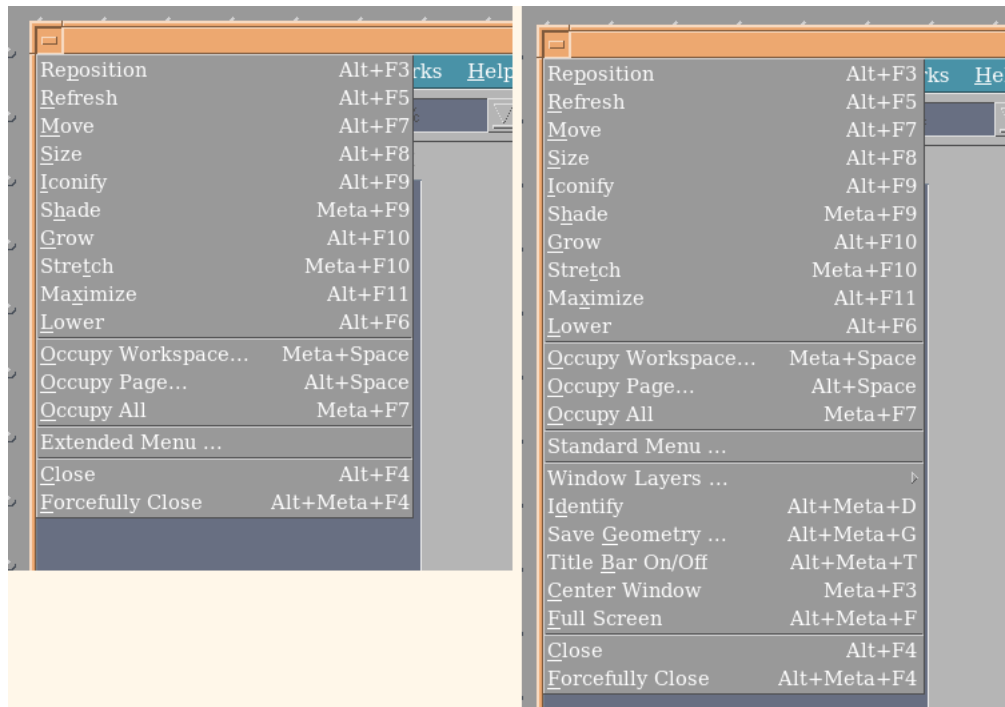 Reposition Alt+F3
Refresh Alt+F5
Move Alt+F7
Size Alt+F8
Iconify Alt+F9
Shade Meta+F9
Grow Alt+F10
Stretch Meta+F10
Maximize Alt+F11
Lower Alt+F6
Occupy Workspace... Meta+Space
Occupy Page... Alt+Space
Occupy All Meta+F7
Extended Menu ...
Close Alt+F4
Forcefully Close Alt+Meta+F4
rks Help
Reposition Alt+F3
Refresh Alt+F5
Move Alt+F7
Size Alt+F8
Iconify Alt+F9
Shade Meta+F9
Grow Alt+F10
Stretch Meta+F10
Maximize Alt+F11
Lower Alt+F6
Occupy Workspace... Meta+Space
Occupy Page... Alt+Space
Occupy All Meta+F7
Standard Menu ...
Window Layers ...
Identify Alt+Meta+D
Save Geometry ... Alt+Meta+G
Title Bar On/Off Alt+Meta+T
Center Window Meta+F3
Full Screen Alt+Meta+F
Close Alt+F4
Forcefully Close Alt+Meta+F4
ks He